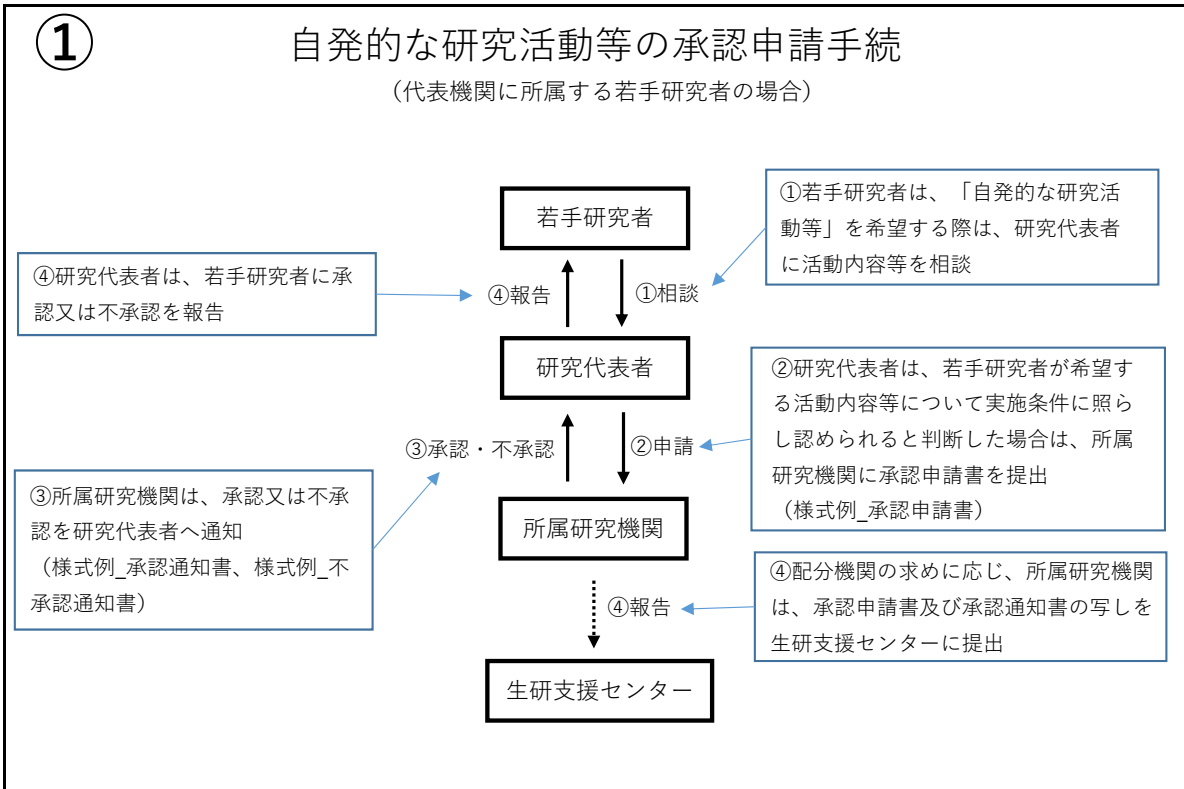 ①
自発的な研究活動等の承認申請手続
（代表機関に所属する若手研究者の場合）
若手研究者
①若手研究者は、「自発的な研究活
動等」を希望する際は、研究代表者
に活動内容等を相談
④研究代表者は、若手研究者に承
認又は不承認を報告
④報告
①相談
研究代表者
②研究代表者は、若手研究者が希望す
る活動内容等について実施条件に照ら
し認められると判断した場合は、所属
研究機関に承認申請書を提出
（様式例_承認申請書）
③承認・不承認
②申請
③所属研究機関は、承認又は不承
認を研究代表者へ通知
（様式例_承認通知書、様式例_不
承認通知書）
所属研究機関
④配分機関の求めに応じ、所属研究機関
は、承認申請書及び承認通知書の写しを
生研支援センターに提出
④報告
生研支援センター